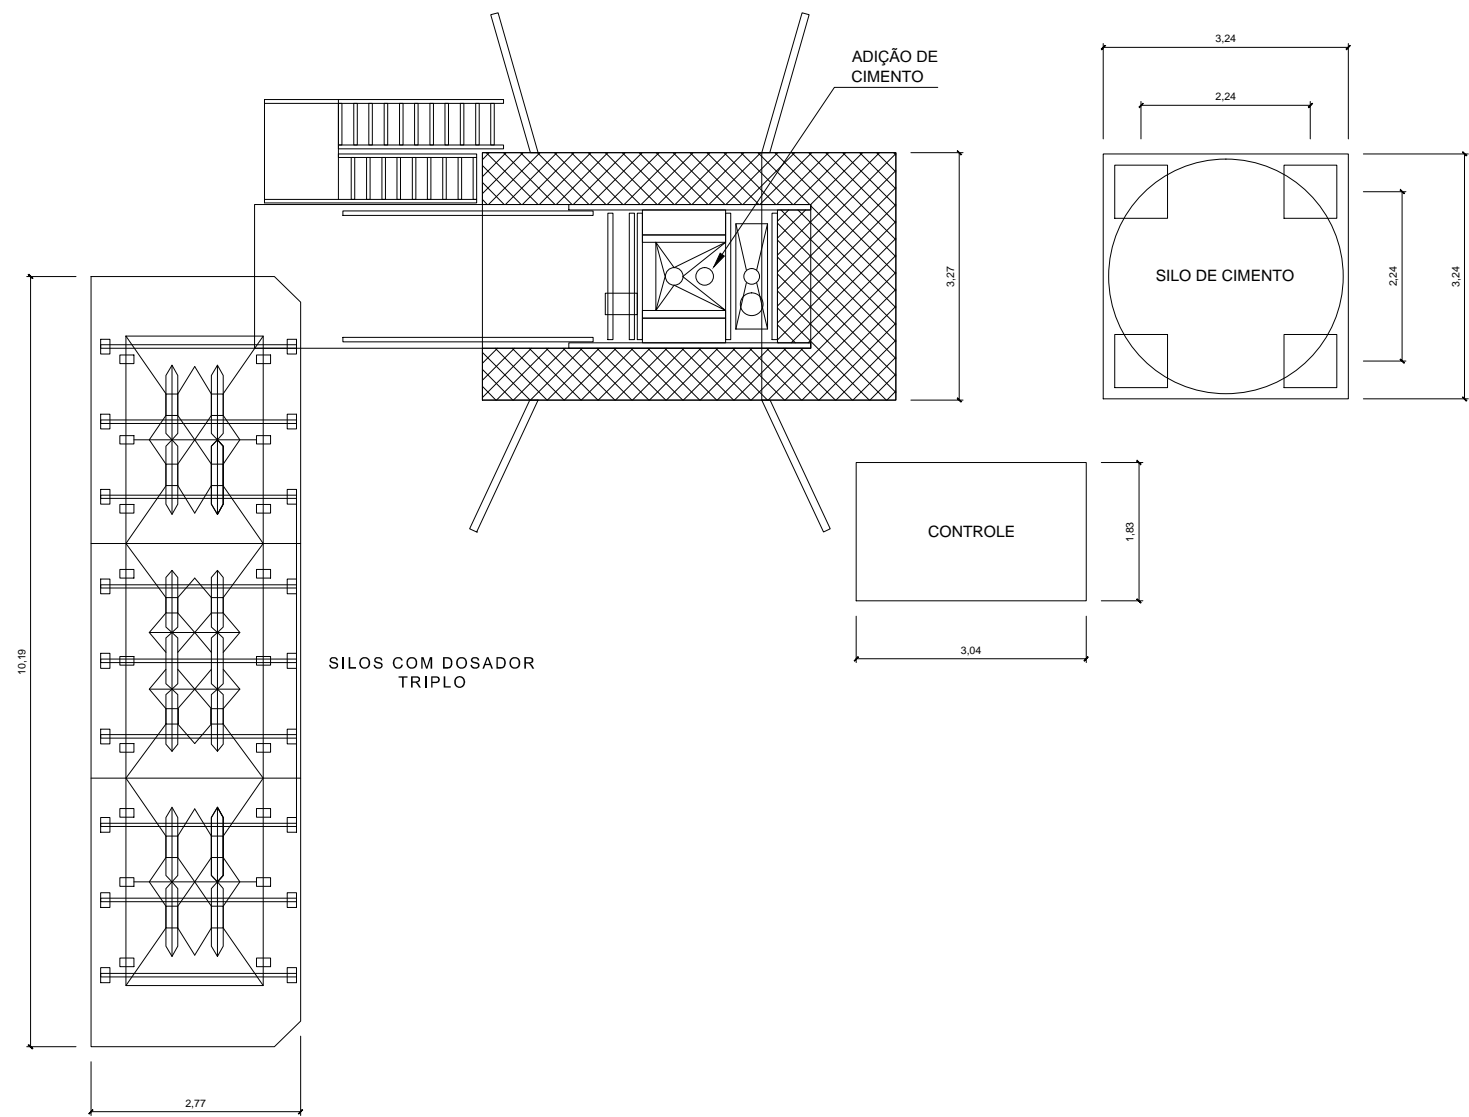 3,24
ADIÇÃO DE
CIMENTO
2,24
3,27
SILO DE CIMENTO
2,24
3,24
CONTROLE
1,83
3,04
10,19
SILOS COM DOSADOR
TRIPLO
2,77